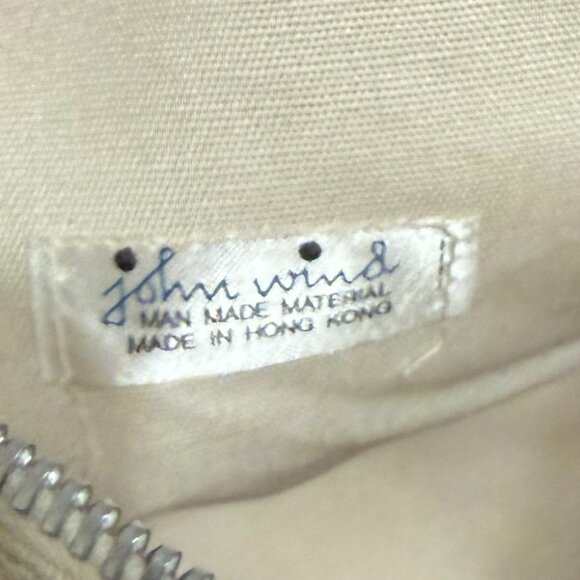 john wind
MAN MADE MATERIAL
MADE IN HONG KONG